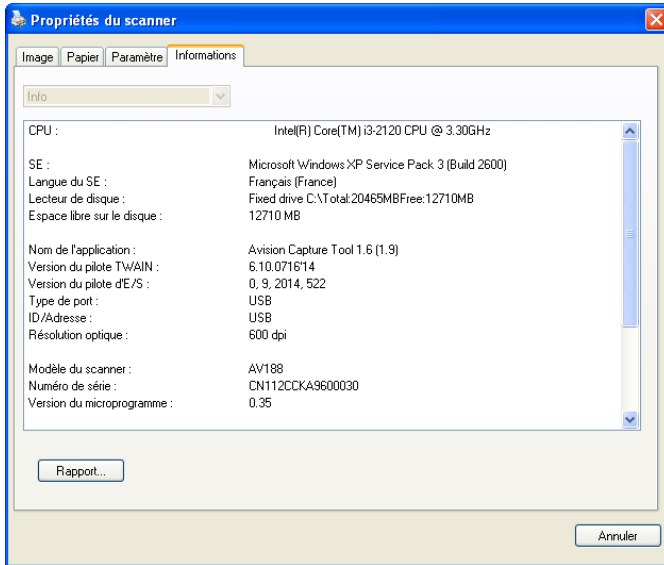 Propriétés du scanner
Image Papier Paramètre Informations
Info
CPU : Intel(R) Core(TM) i3-2120 CPU @ 3.30GHz
SE : Microsoft Windows XP Service Pack 3 (Build 2600)
Langue du SE : Français (France)
Lecteur de disque : Fixed drive C:\Total:20465MBFree:12710MB
Espace libre sur le disque : 12710 MB
Nom de l'application : Avision Capture Tool 1.6 (1.9)
Version du pilote TWAIN : 6.10.0716'14
Version du pilote d'E/S : 0, 9, 2014, 522
Type de port : USB
ID/Adresse : USB
Résolution optique : 600 dpi
Modèle du scanner : AV188
Numéro de série : CN112CCKA9600030
Version du microprogramme : 0.35
Rapport...
Annuler